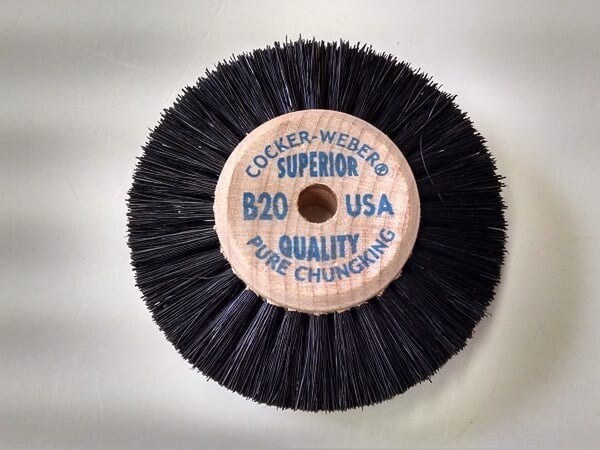 COCKER-WEBER®
SUPERIOR
B20 USA
QUALITY
PURE CHUNGKING